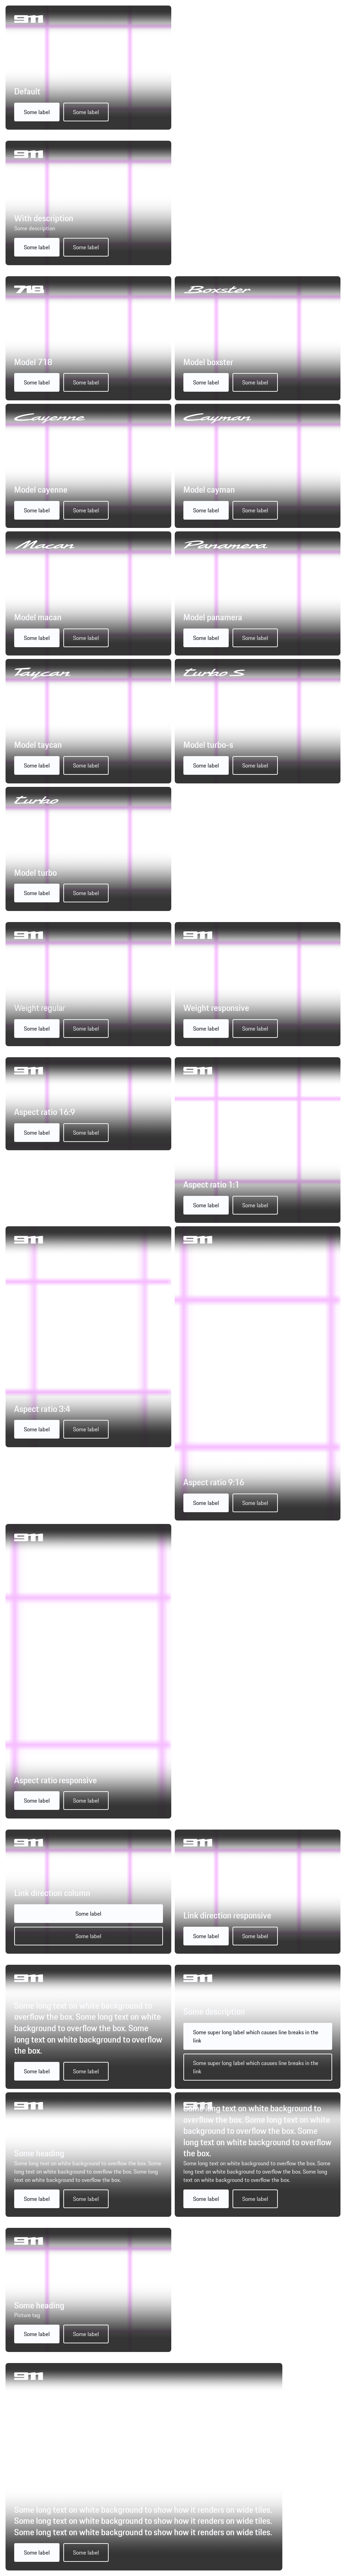 911
Default
Some label Some label
911
With description
Some description
Some label Some label
718 Boxster
Model 718 Model boxster
Some label Some label Some label Some label
Cayenne Cayman
Model cayenne Model cayman
Some label Some label Some label Some label
Macan Panamera
Model macan Model panamera
Some label Some label Some label Some label
Taycan turbo S
Model taycan Model turbo-s
Some label Some label Some label Some label
turbo
Model turbo
Some label Some label
911 911
Weight regular Weight responsive
Some label Some label Some label Some label
911 911
Aspect ratio 16:9
Some label Some label
Aspect ratio 1:1
Some label Some label
911 911
Aspect ratio 3:4
Some label Some label
Aspect ratio 9:16
Some label Some label
911
Aspect ratio responsive
Some label Some label
911 911
Link direction column
Some label
Some label
Link direction responsive
Some label Some label
911
Some long text on white background to
overflow the box. Some long text on white
background to overflow the box. Some
long text on white background to overflow
the box.
Some label Some label
911
Some description
Some super long label which causes line breaks in the
link
Some super long label which causes line breaks in the
link
911
Some heading
Some long text on white background to overflow the box. Some
long text on white background to overflow the box. Some long
text on white background to overflow the box.
Some label Some label
911
Some long text on white background to
overflow the box. Some long text on white
background to overflow the box. Some
long text on white background to overflow
the box.
Some long text on white background to overflow the box. Some
long text on white background to overflow the box. Some long
text on white background to overflow the box.
Some label Some label
911
Some heading
Picture tag
Some label Some label
911
Some long text on white background to show how it renders on wide tiles.
Some long text on white background to show how it renders on wide tiles.
Some long text on white background to show how it renders on wide tiles.
Some label Some label